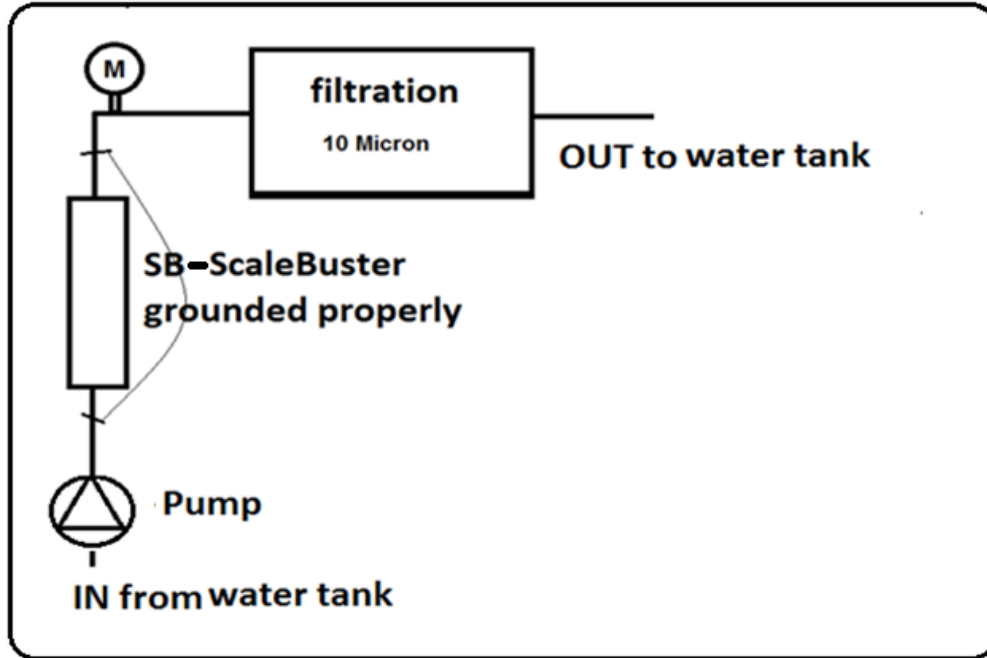 M
filtration
10 Micron
OUT to water tank
SB-ScaleBuster
grounded properly
Pump
IN from water tank